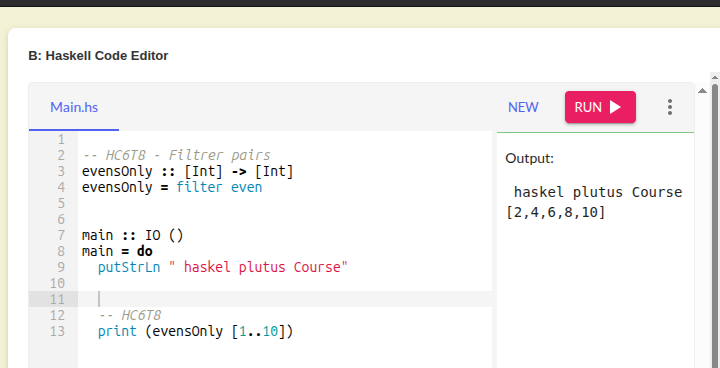 B: Haskell Code Editor
Main.hs
NEW
RUN
1
2 -- HC6T8 - Filtrer pairs
3 evensOnly :: [Int] -> [Int]
4 evensOnly = filter even
5
6
7 main :: IO ()
8 main = do
9 putStrLn " haskel plutus Course"
10
11
12 -- HC6T8
13 print (evensOnly [1..10])
Output:
haskel plutus Course
[2,4,6,8,10]